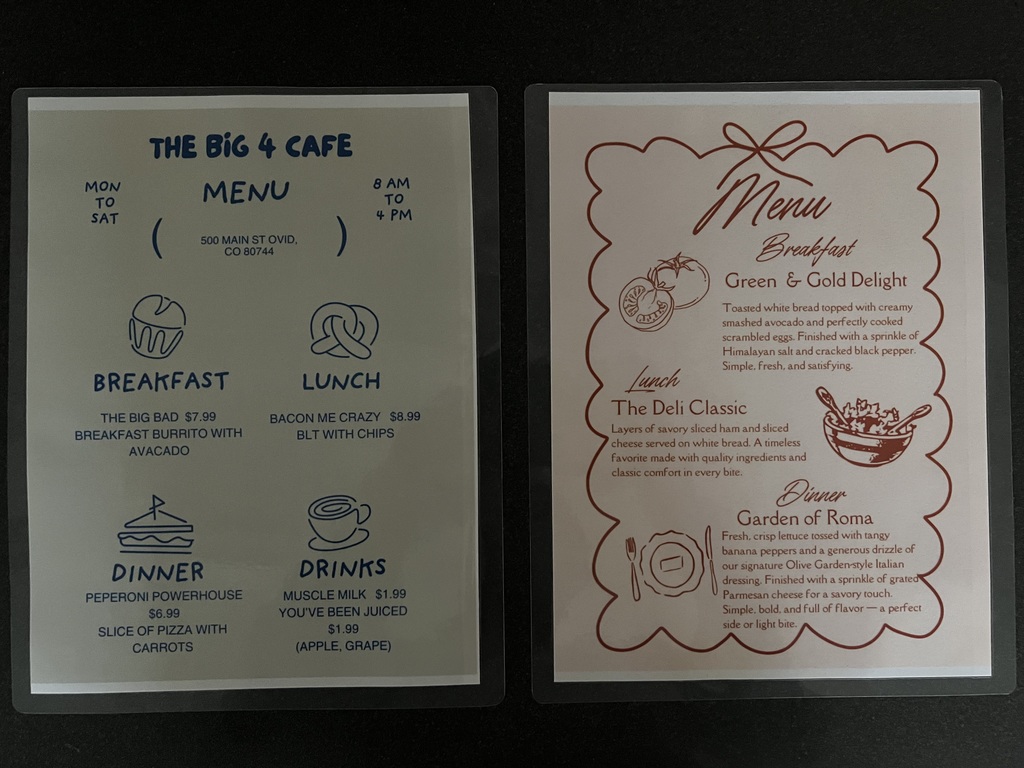 THE BiG 4 CAFE
MON
TO
SAT
MENU
8 AM
TO
4 PM
( 500 MAIN ST OVID, )
CO 80744
BREAKFAST
THE BIG BAD $7.99
BREAKFAST BURRITO WITH
AVACADO
LUNCH
BACON ME CRAZY $8.99
BLT WITH CHIPS
DINNER
PEPERONI POWERHOUSE
$6.99
SLICE OF PIZZA WITH
CARROTS
DRINKS
MUSCLE MILK $1.99
YOU'VE BEEN JUICED
$1.99
(APPLE, GRAPE)
Menu
Breakfast
Green & Gold Delight
Toasted white bread topped with creamy
smashed avocado and perfectly cooked
scrambled eggs. Finished with a sprinkle of
Himalayan salt and cracked black pepper.
Simple, fresh, and satisfying.
Lunch
The Deli Classic
Layers of savory sliced ham and sliced
cheese served on white bread. A timeless
favorite made with quality ingredients and
classic comfort in every bite.
Dinner
Garden of Roma
Fresh, crisp lettuce tossed with tangy
banana peppers and a generous drizzle of
our signature Olive Garden-style Italian
dressing. Finished with a sprinkle of grated
Parmesan cheese for a savory touch.
Simple, bold, and full of flavor — a perfect
side or light bite.